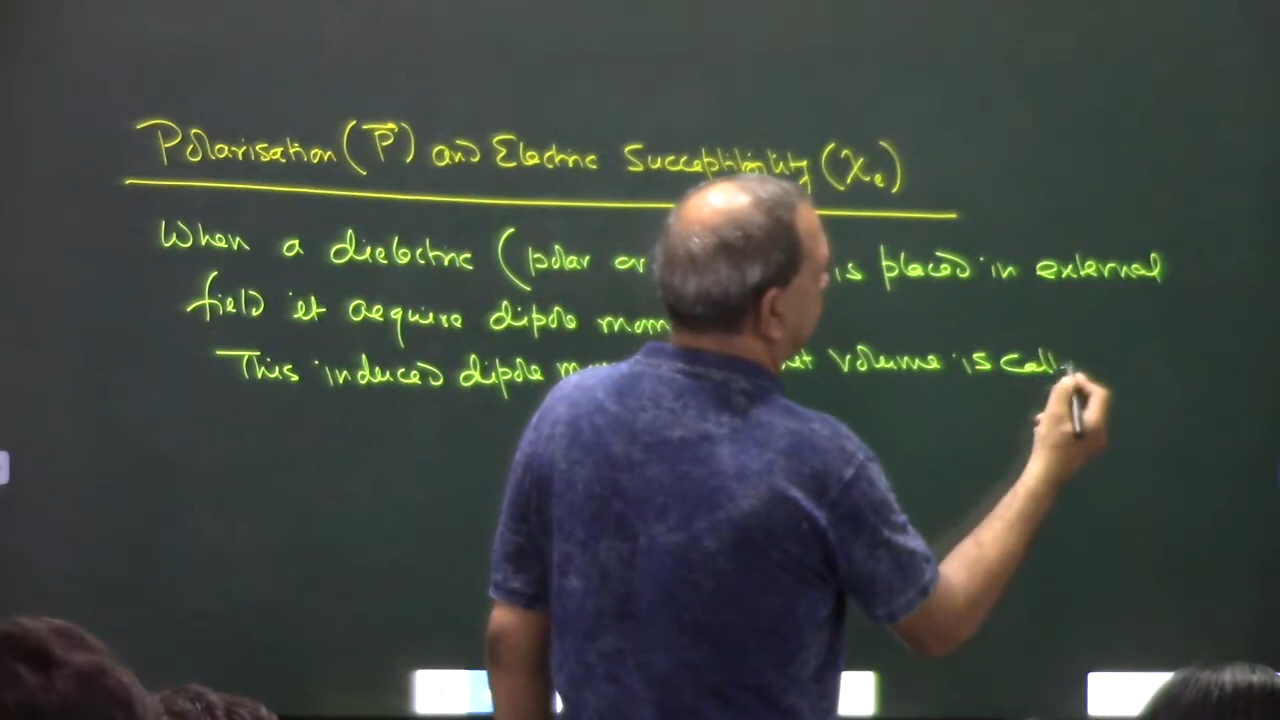 Polarisation (P⃗) and Electric Succeptibility (χₑ)
When a dielectric (polar or is placed in external
field it acquire dipole mom
This induced dipole volume is call